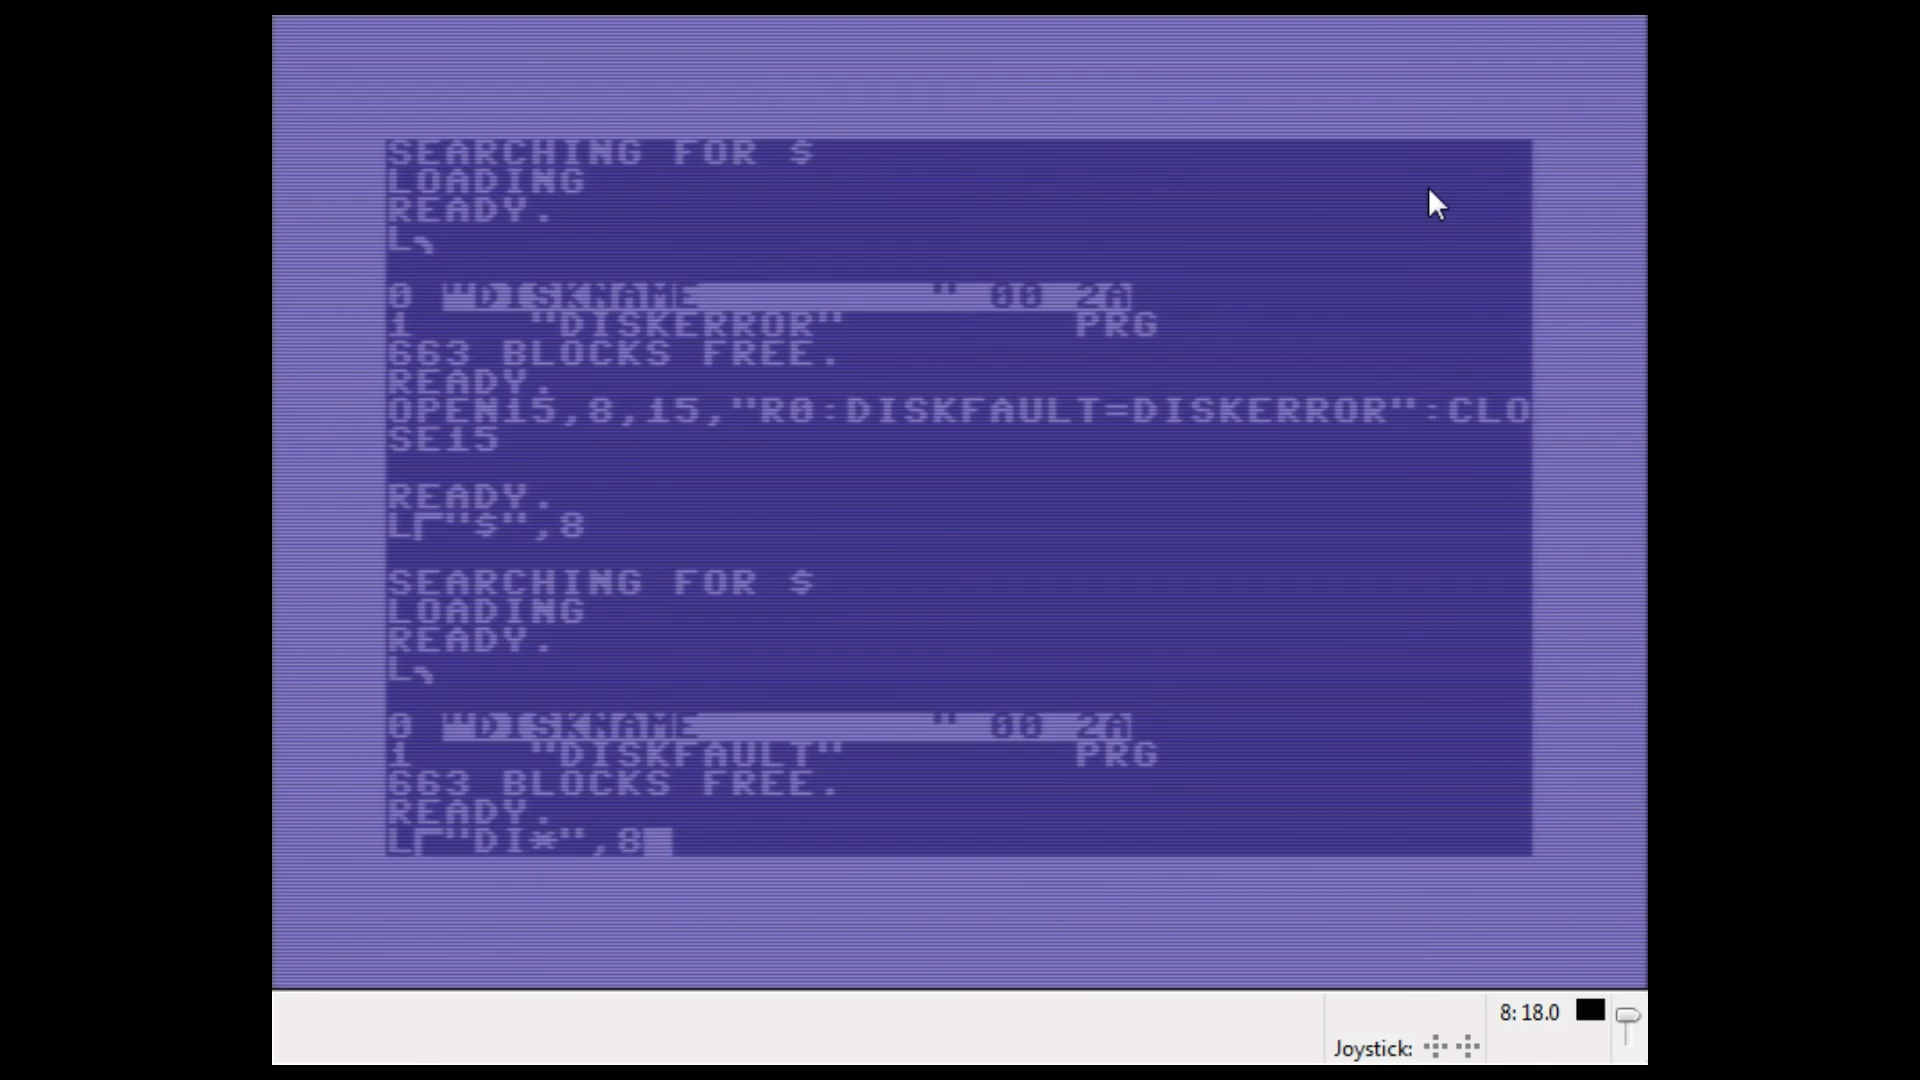 SEARCHING FOR $
LOADING
READY.
L╮
0 "DISKNAME        " 00 2A
1    "DISKERROR"        PRG
663 BLOCKS FREE.
READY.
OPEN15,8,15,"R0:DISKFAULT=DISKERROR":CLO
SE15
READY.
L┌"$",8
SEARCHING FOR $
LOADING
READY.
L╮
0 "DISKNAME        " 00 2A
1    "DISKFAULT"        PRG
663 BLOCKS FREE.
READY.
L┌"DI*",8
8: 18.0
Joystick: